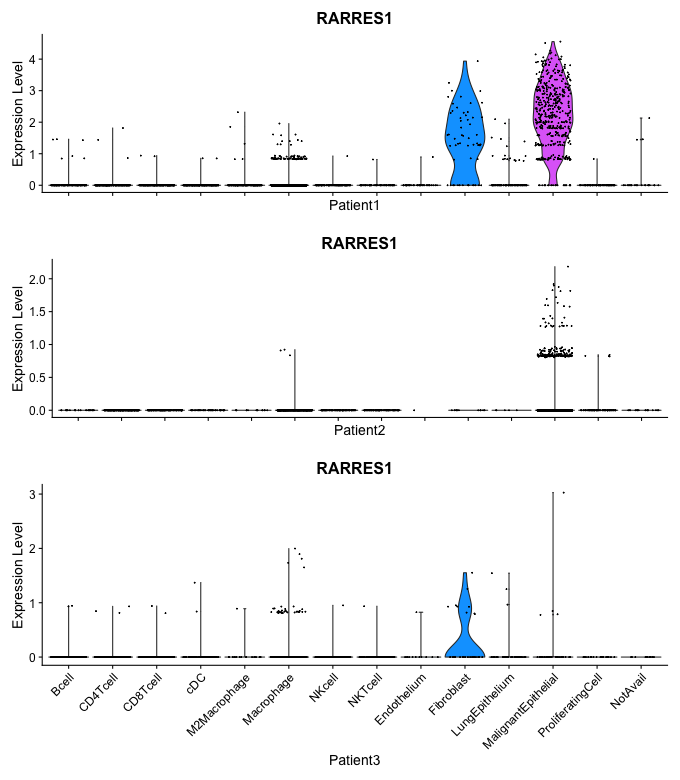 RARRES1
Expression Level
4
3
2
1
0
Patient1
RARRES1
Expression Level
2.0
1.5
1.0
0.5
0.0
Patient2
RARRES1
Expression Level
3
2
1
0
Bcell
CD4Tcell
CD8Tcell
cDC
M2Macrophage
Macrophage
NKcell
NKTcell
Endothelium
Fibroblast
LungEpithelium
MalignantEpithelial
ProliferatingCell
NotAvail
Patient3